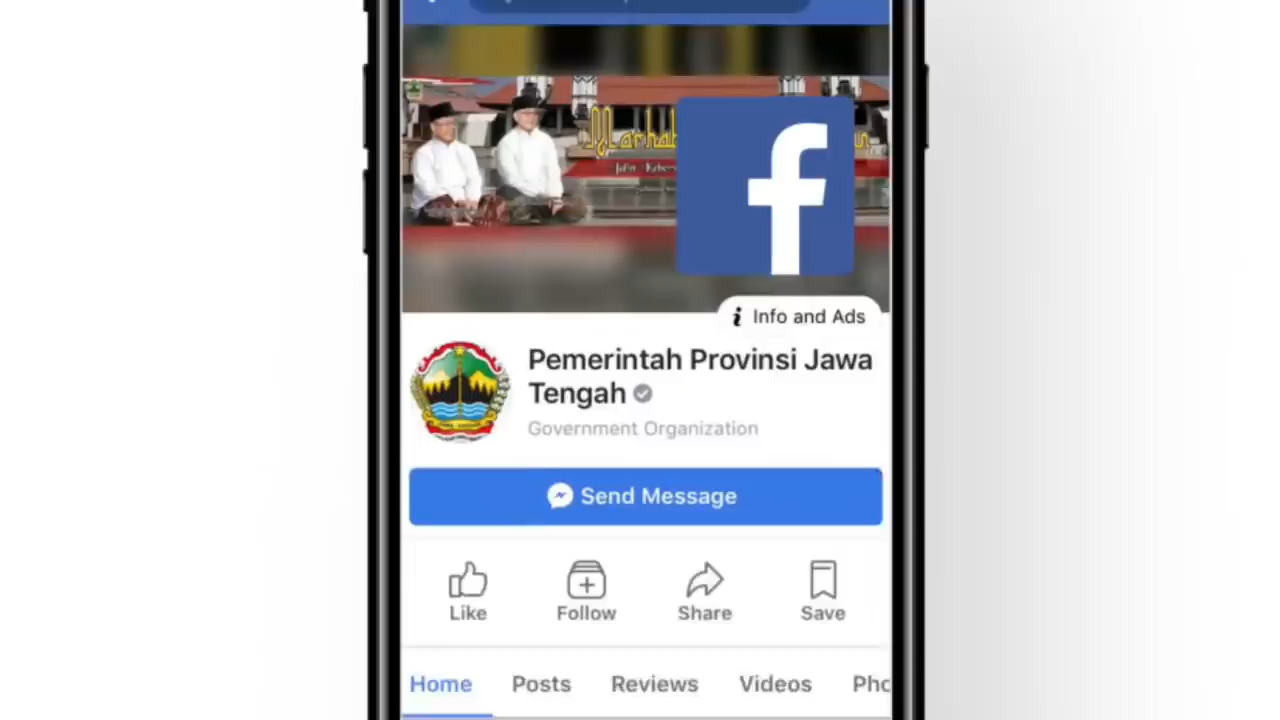 Info and Ads
Pemerintah Provinsi Jawa
Tengah
Government Organization
Send Message
Like
Follow
Share
Save
Home
Posts
Reviews
Videos
Pho